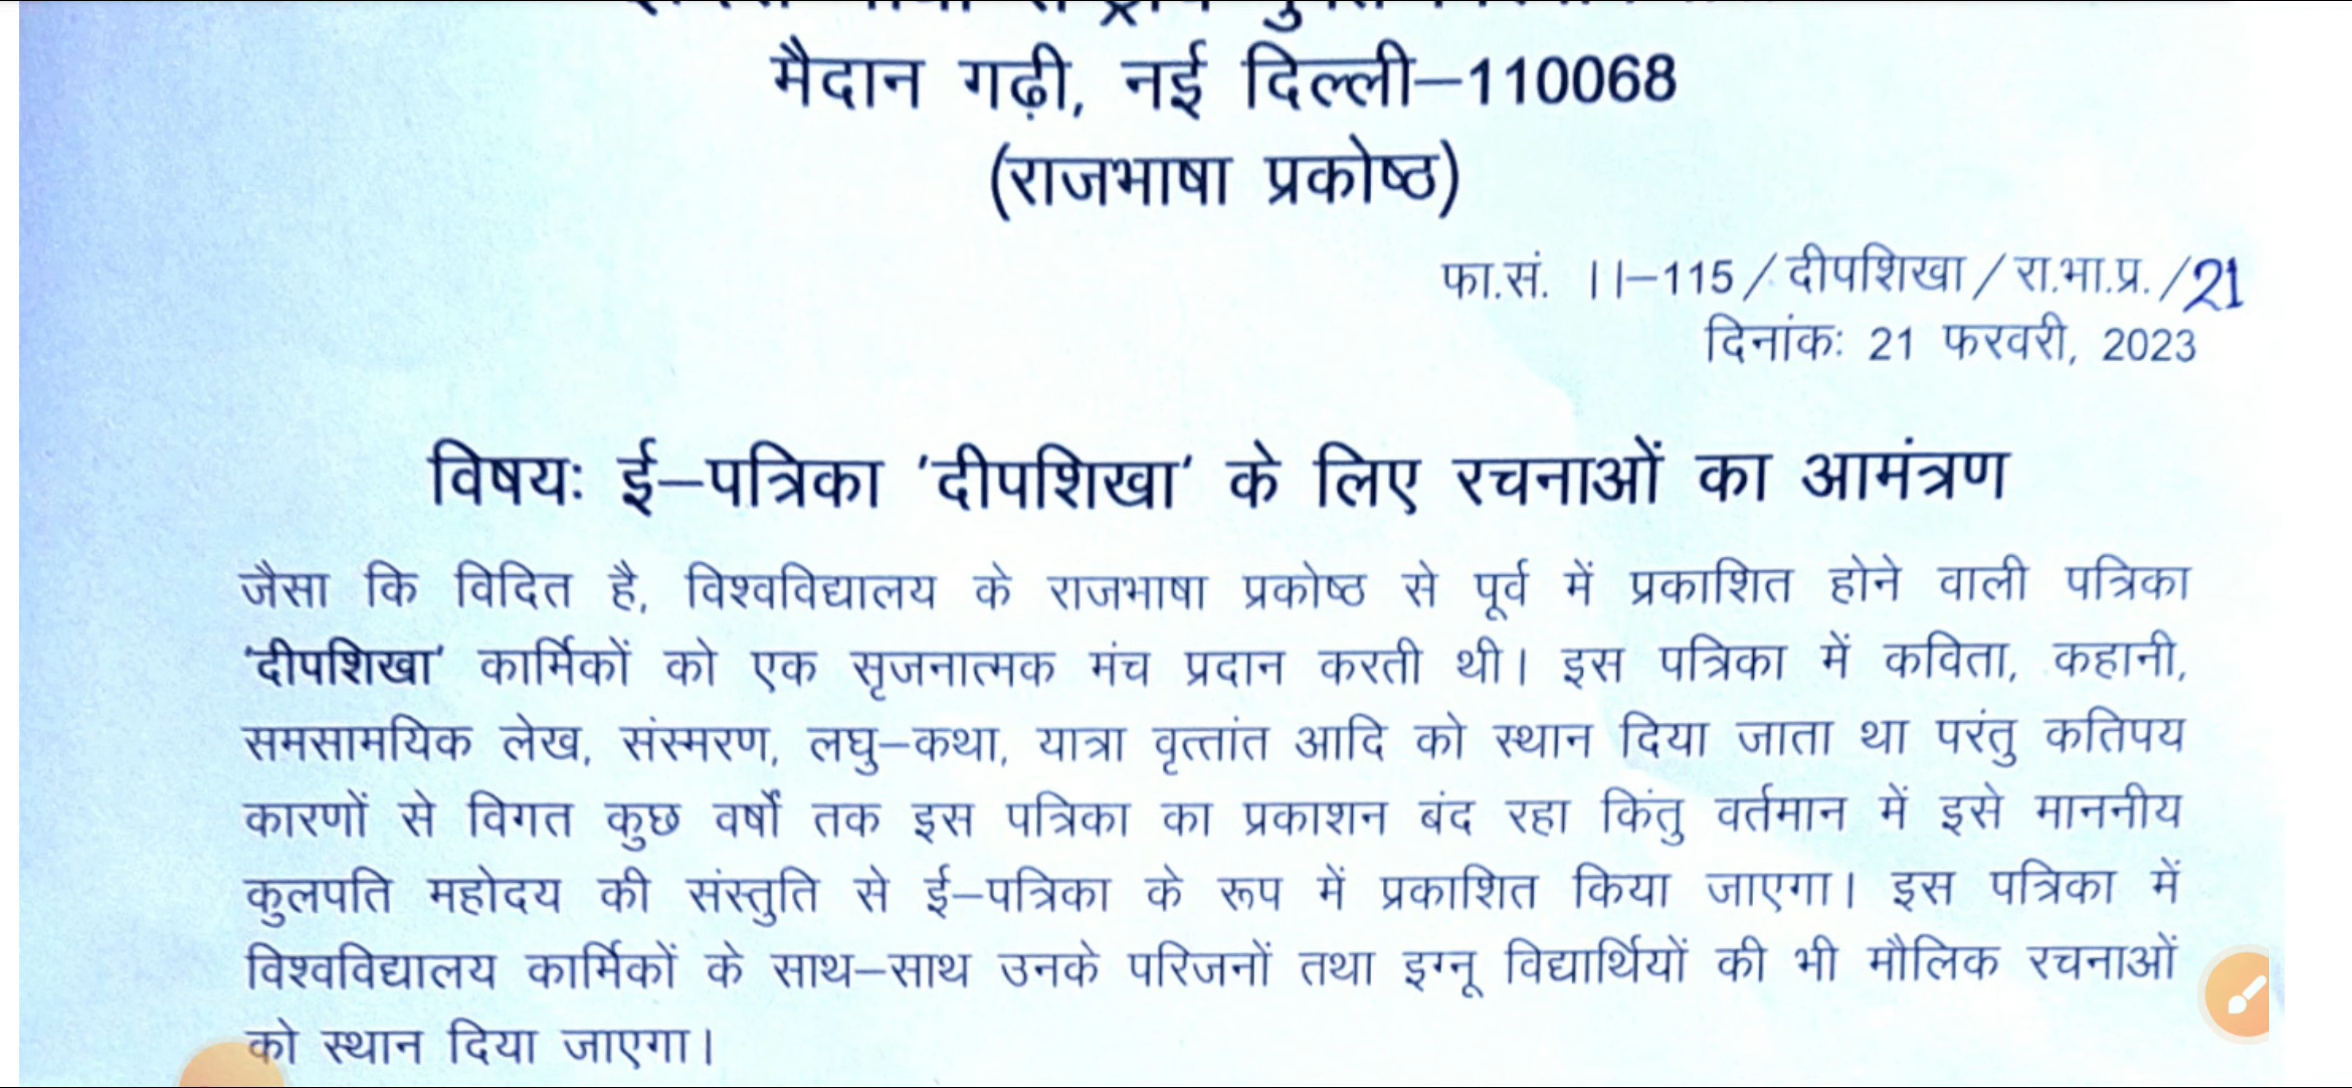 मैदान गढ़ी, नई दिल्ली–110068
(राजभाषा प्रकोष्ठ)
फा.सं. ।।–115/दीपशिखा/रा.भा.प्र./21
दिनांकः 21 फरवरी, 2023
विषयः ई–पत्रिका 'दीपशिखा' के लिए रचनाओं का आमंत्रण
जैसा कि विदित है, विश्वविद्यालय के राजभाषा प्रकोष्ठ से पूर्व में प्रकाशित होने वाली पत्रिका
'दीपशिखा' कार्मिकों को एक सृजनात्मक मंच प्रदान करती थी। इस पत्रिका में कविता, कहानी,
समसामयिक लेख, संस्मरण, लघु–कथा, यात्रा वृत्तांत आदि को स्थान दिया जाता था परंतु कतिपय
कारणों से विगत कुछ वर्षों तक इस पत्रिका का प्रकाशन बंद रहा किंतु वर्तमान में इसे माननीय
कुलपति महोदय की संस्तुति से ई–पत्रिका के रूप में प्रकाशित किया जाएगा। इस पत्रिका में
विश्वविद्यालय कार्मिकों के साथ–साथ उनके परिजनों तथा इग्नू विद्यार्थियों की भी मौलिक रचनाओं
को स्थान दिया जाएगा।